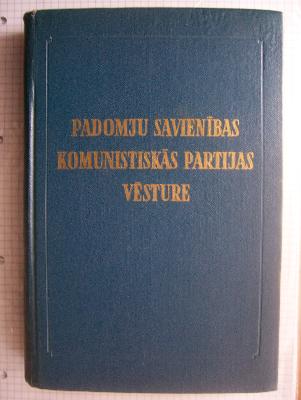 PADOMJU SAVIENĪBAS
KOMUNISTISKĀS PARTIJAS
VĒSTURE